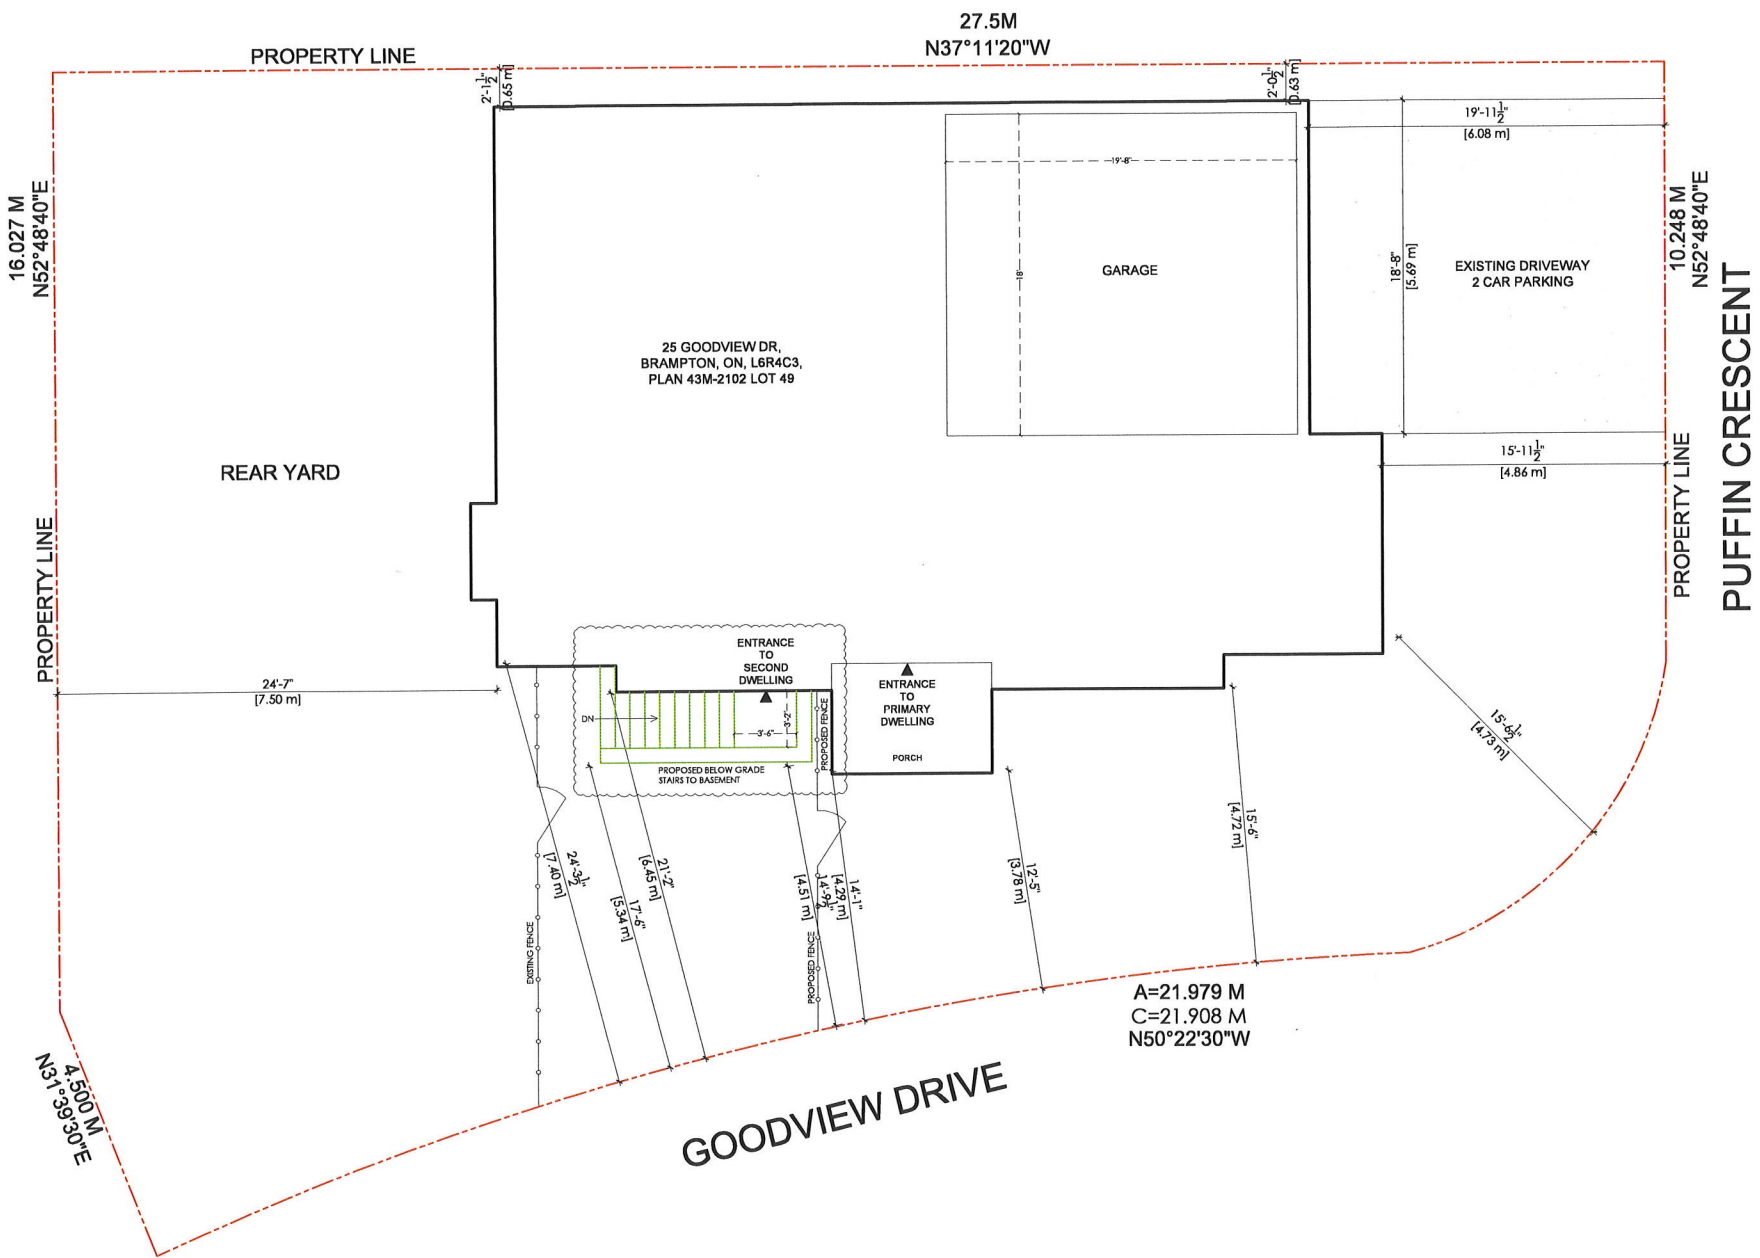 27.5M
N37°11'20"W
PROPERTY LINE
2'-1½"
[0.65 m]
2'-0½"
[0.63 m]
19'-11½"
[6.08 m]
16.027 M
N52°48'40"E
19'-8"
18'
GARAGE
18'-8"
[5.69 m]
EXISTING DRIVEWAY
2 CAR PARKING
10.248 M
N52°48'40"E
PUFFIN CRESCENT
25 GOODVIEW DR,
BRAMPTON, ON, L6R4C3,
PLAN 43M-2102 LOT 49
REAR YARD
15'-11½"
[4.86 m]
PROPERTY LINE
PROPERTY LINE
24'-7"
[7.50 m]
ENTRANCE
TO
SECOND
DWELLING
DN
3'-6"
3'-2"
PROPOSED FENCE
PROPOSED BELOW GRADE
STAIRS TO BASEMENT
ENTRANCE
TO
PRIMARY
DWELLING
PORCH
15'-6½"
[4.73 m]
24'-3½"
[7.40 m]
21'-2"
[6.45 m]
17'-6"
[5.34 m]
14'-9½"
[4.51 m]
14'-1"
[4.29 m]
12'-5"
[3.78 m]
15'-6"
[4.72 m]
EXISTING FENCE
PROPOSED FENCE
A=21.979 M
C=21.908 M
N50°22'30"W
4.500 M
N31°39'30"E
GOODVIEW DRIVE